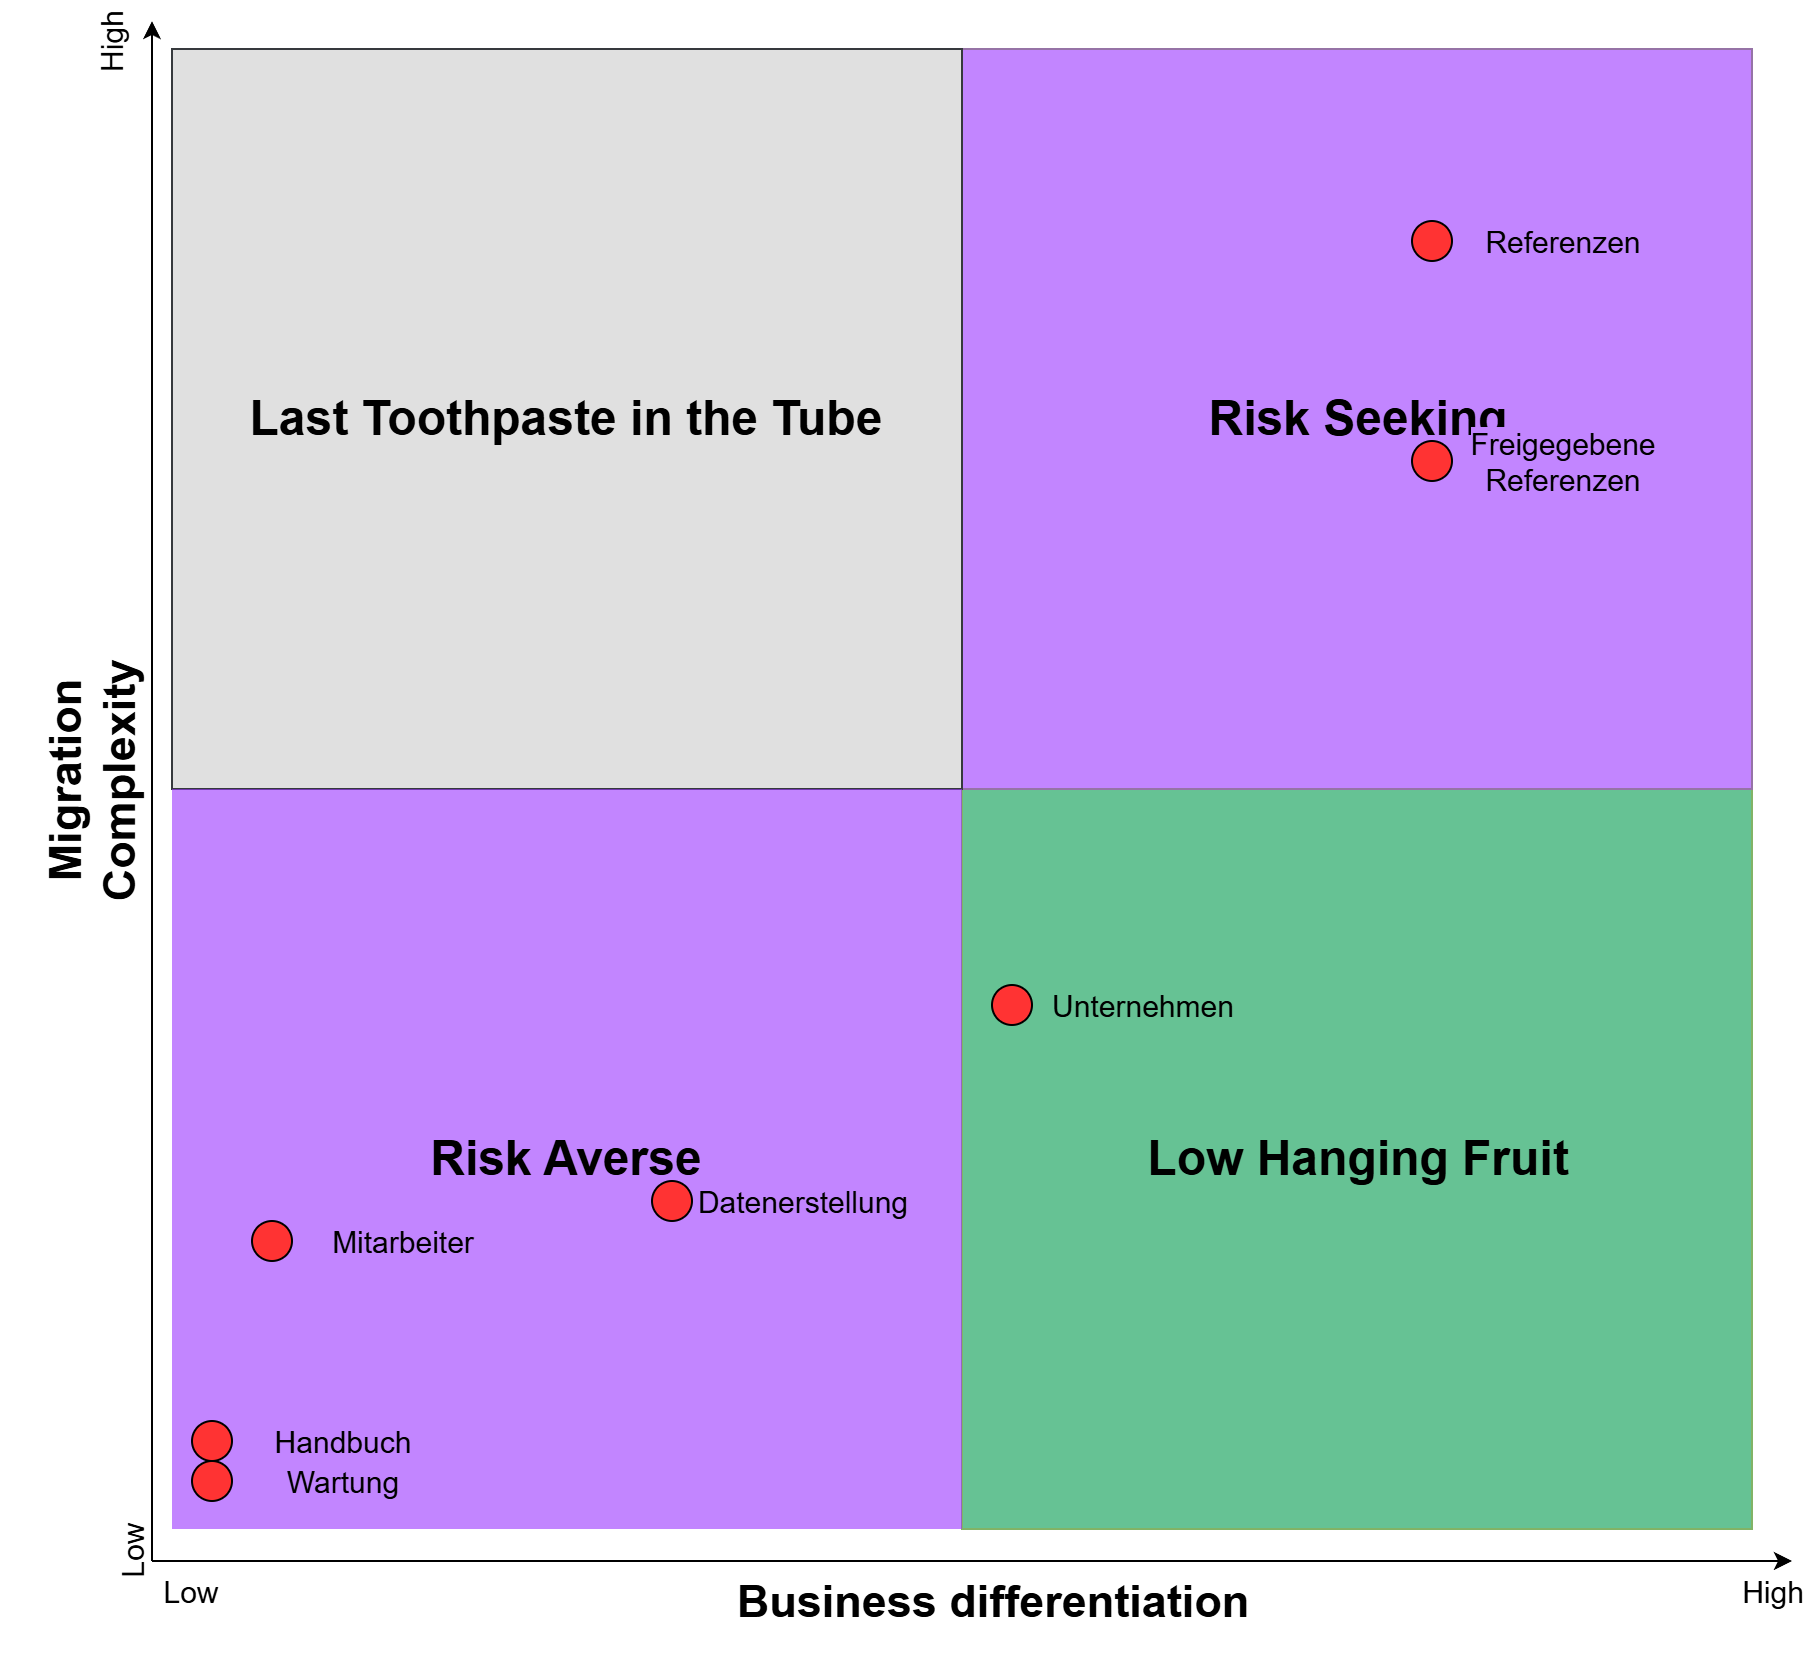 High
Last Toothpaste in the Tube
Risk Seeking
Referenzen
Freigegebene
Referenzen
Migration
Complexity
Risk Averse
Low Hanging Fruit
Unternehmen
Datenerstellung
Mitarbeiter
Handbuch
Wartung
Low
Low
Business differentiation
High